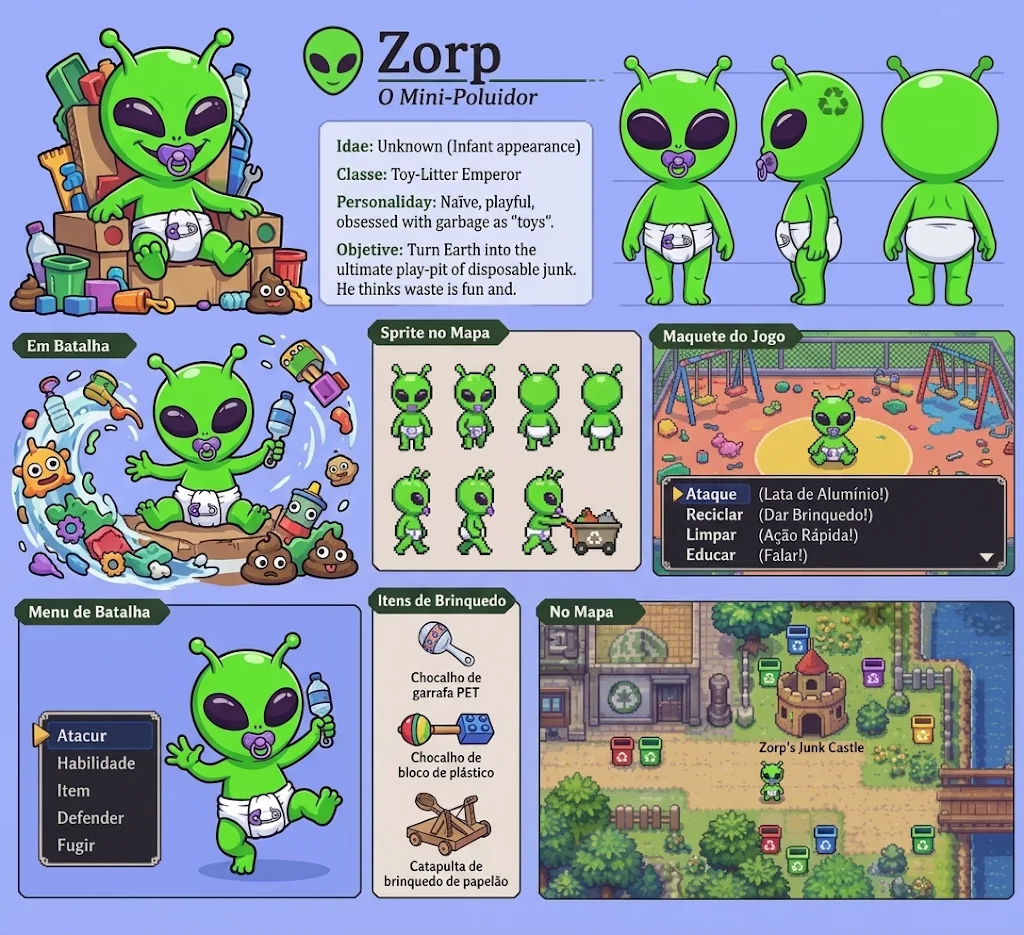 Zorp
O Mini-Poluidor
Idae: Unknown (Infant appearance)
Classe: Toy-Litter Emperor
Personaliday: Naïve, playful,
obsessed with garbage as "toys".
Objetive: Turn Earth into the
ultimate play-pit of disposable junk.
He thinks waste is fun and.
Em Batalha
Sprite no Mapa
Maquete do Jogo
Ataque (Lata de Alumínio!)
Reciclar (Dar Brinquedo!)
Limpar (Ação Rápida!)
Educar (Falar!)
Menu de Batalha
Atacur
Habilidade
Item
Defender
Fugir
Itens de Brinquedo
Chocalho de
garrafa PET
Chocalho de
bloco de plástico
Catapulta de
brinquedo de papelão
No Mapa
Zorp's Junk Castle